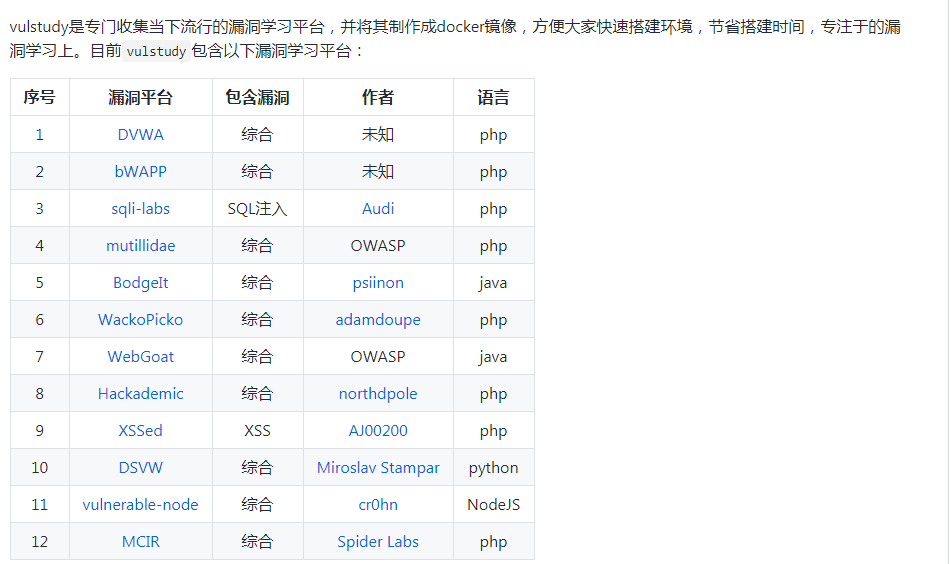 vulstudy是专门收集当下流行的漏洞学习平台，并将其制作成docker镜像，方便大家快速搭建环境，节省搭建时间，专注于的漏
洞学习上。目前 vulstudy 包含以下漏洞学习平台：
序号 漏洞平台 包含漏洞 作者 语言
1 DVWA 综合 未知 php
2 bWAPP 综合 未知 php
3 sqli-labs SQL注入 Audi php
4 mutillidae 综合 OWASP php
5 BodgeIt 综合 psiinon java
6 WackoPicko 综合 adamdoupe php
7 WebGoat 综合 OWASP java
8 Hackademic 综合 northdpole php
9 XSSed XSS AJ00200 php
10 DSVW 综合 Miroslav Stampar python
11 vulnerable-node 综合 cr0hn NodeJS
12 MCIR 综合 Spider Labs php